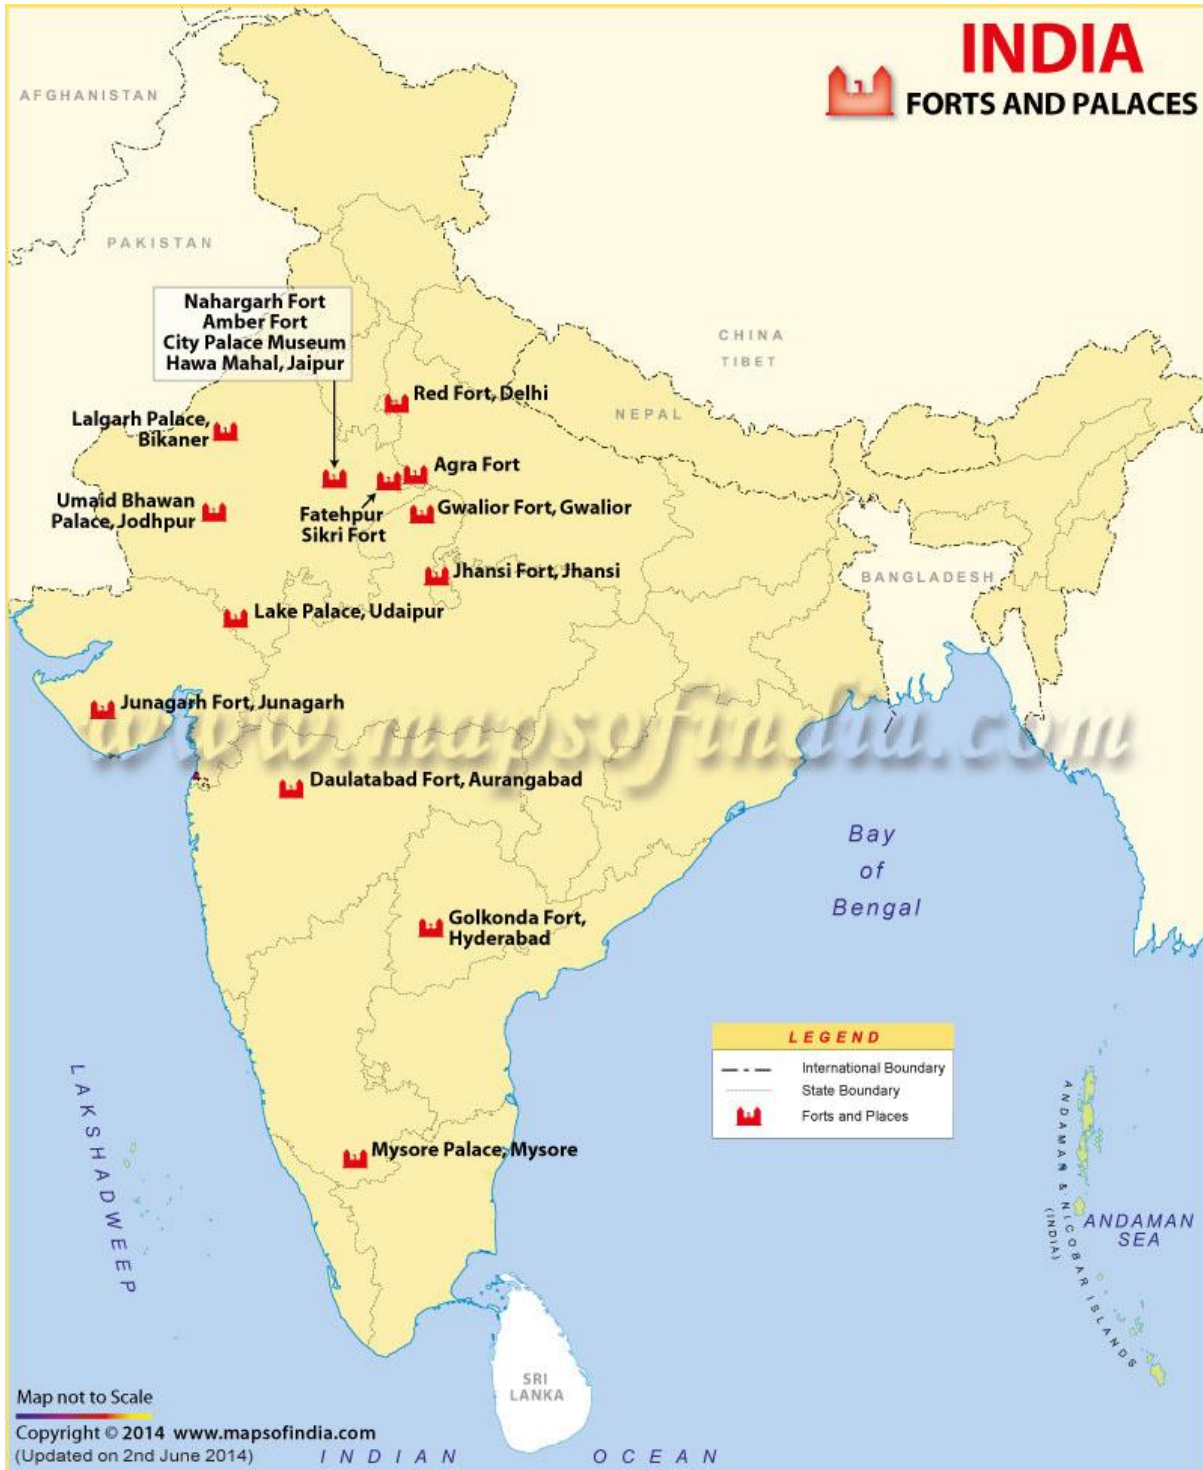 INDIA
FORTS AND PALACES
AFGHANISTAN
PAKISTAN
Nahargarh Fort
Amber Fort
City Palace Museum
Hawa Mahal, Jaipur
CHINA
TIBET
NEPAL
Red Fort, Delhi
Lalgarh Palace,
Bikaner
Agra Fort
Umaid Bhawan
Palace, Jodhpur
Fatehpur
Sikri Fort
Gwalior Fort, Gwalior
Jhansi Fort, Jhansi
BANGLADESH
Lake Palace, Udaipur
Junagarh Fort, Junagarh
www.mapsofindia.com
Daulatabad Fort, Aurangabad
Bay
of
Bengal
Golkonda Fort,
Hyderabad
LEGEND
International Boundary
State Boundary
Forts and Places
LAKSHADWEEP
Mysore Palace, Mysore
ANDAMAN & NICOBAR ISLANDS
(INDIA)
ANDAMAN
SEA
SRI
LANKA
Map not to Scale
Copyright © 2014 www.mapsofindia.com
(Updated on 2nd June 2014)
INDIAN OCEAN